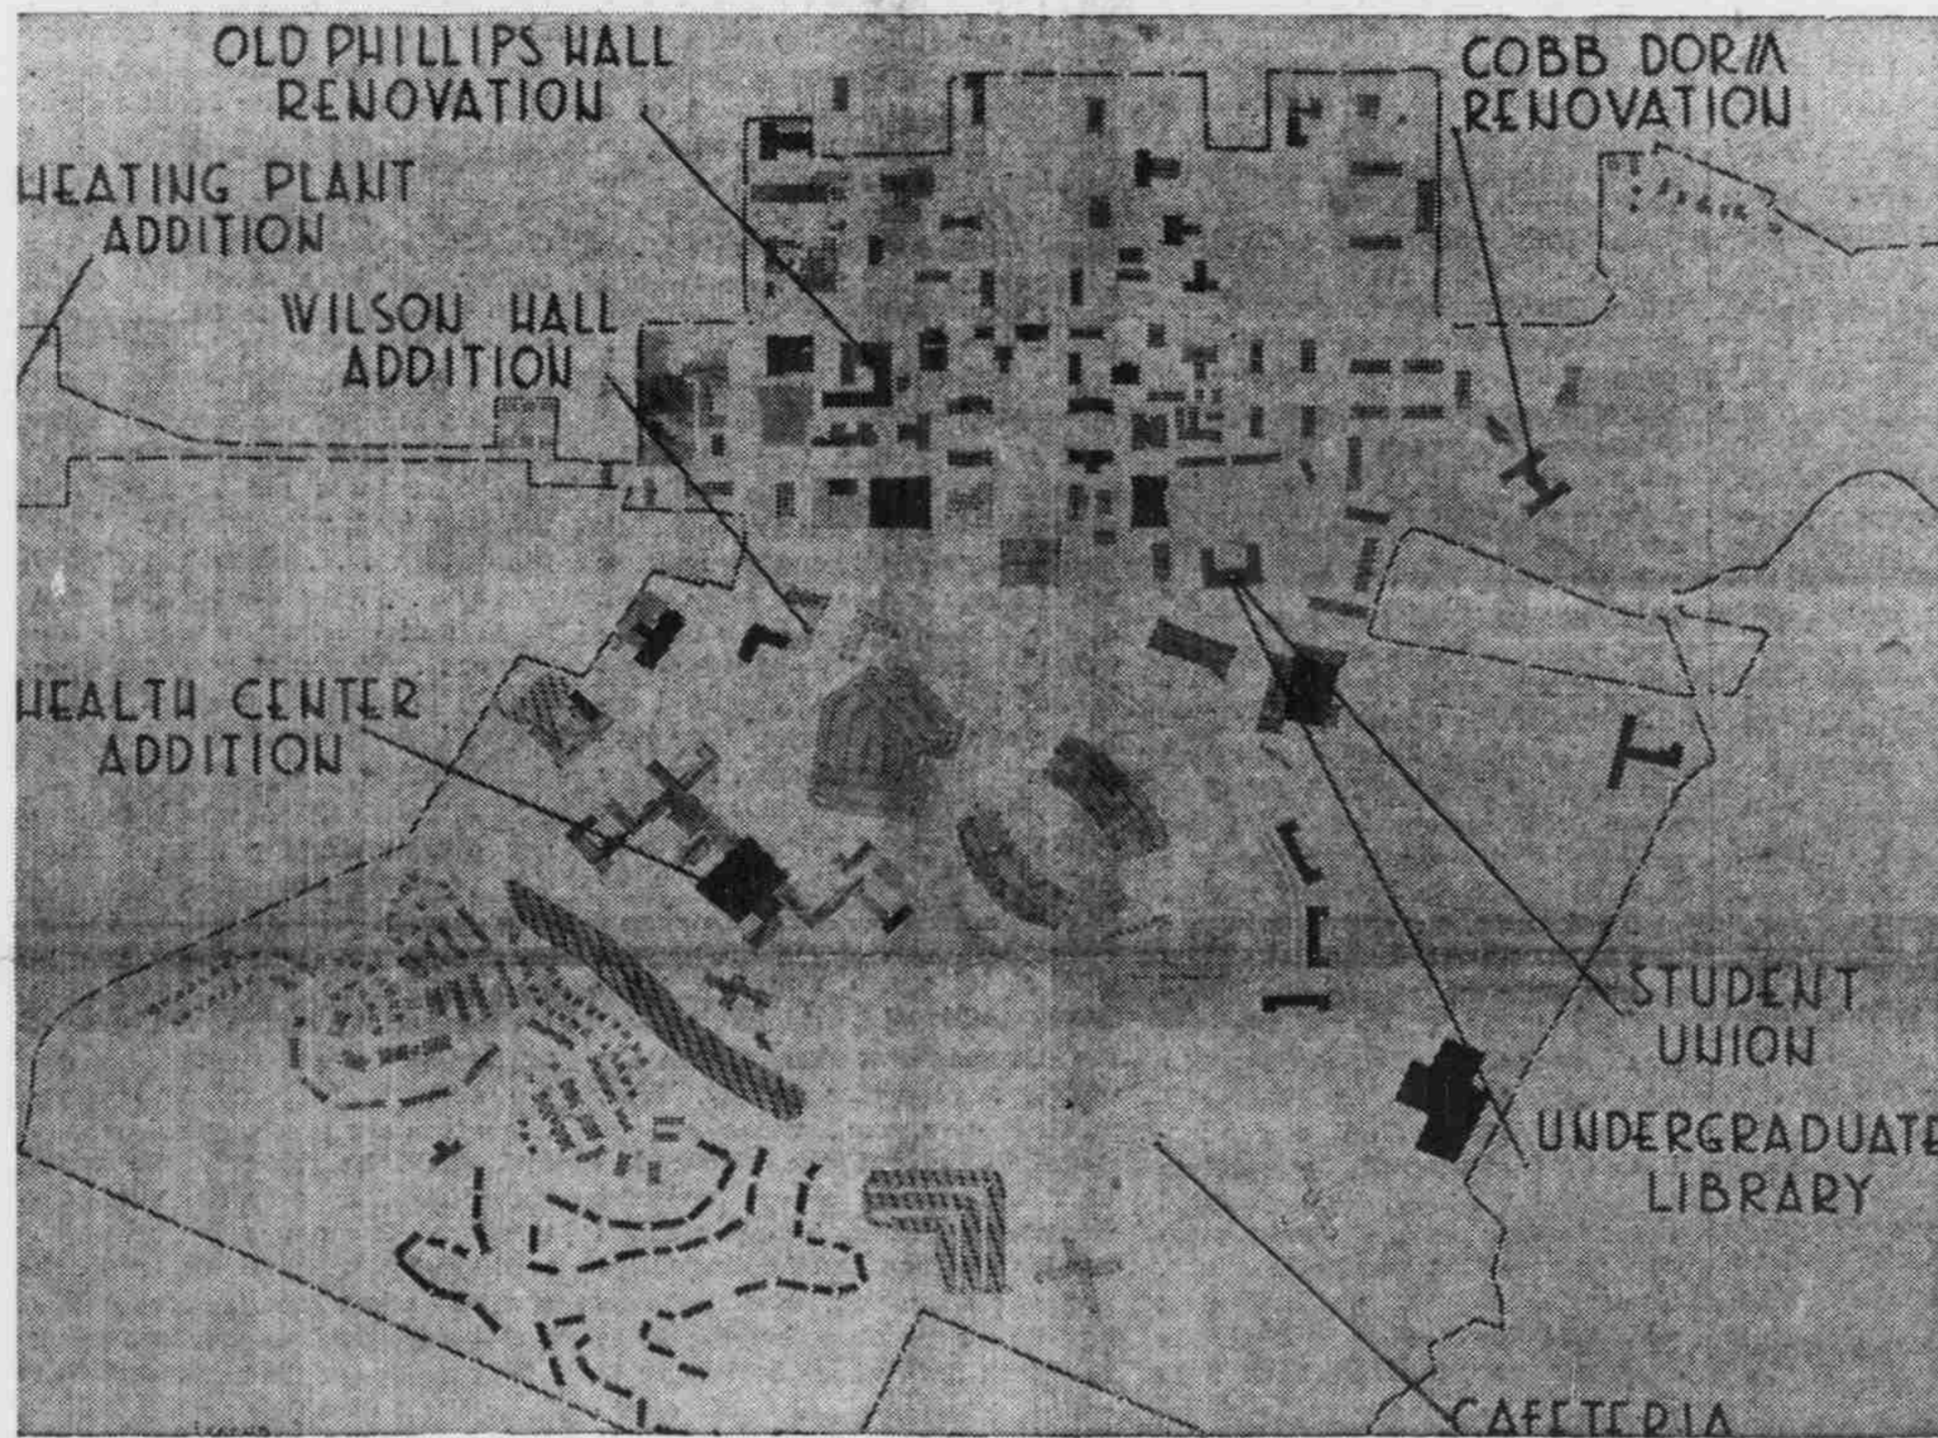 OLD PHILLIPS HALL
RENOVATION
COBB DORM
RENOVATION
HEATING PLANT
ADDITION
WILSON HALL
ADDITION
HEALTH CENTER
ADDITION
STUDENT
UNION
UNDERGRADUATE
LIBRARY
CAFETERIA